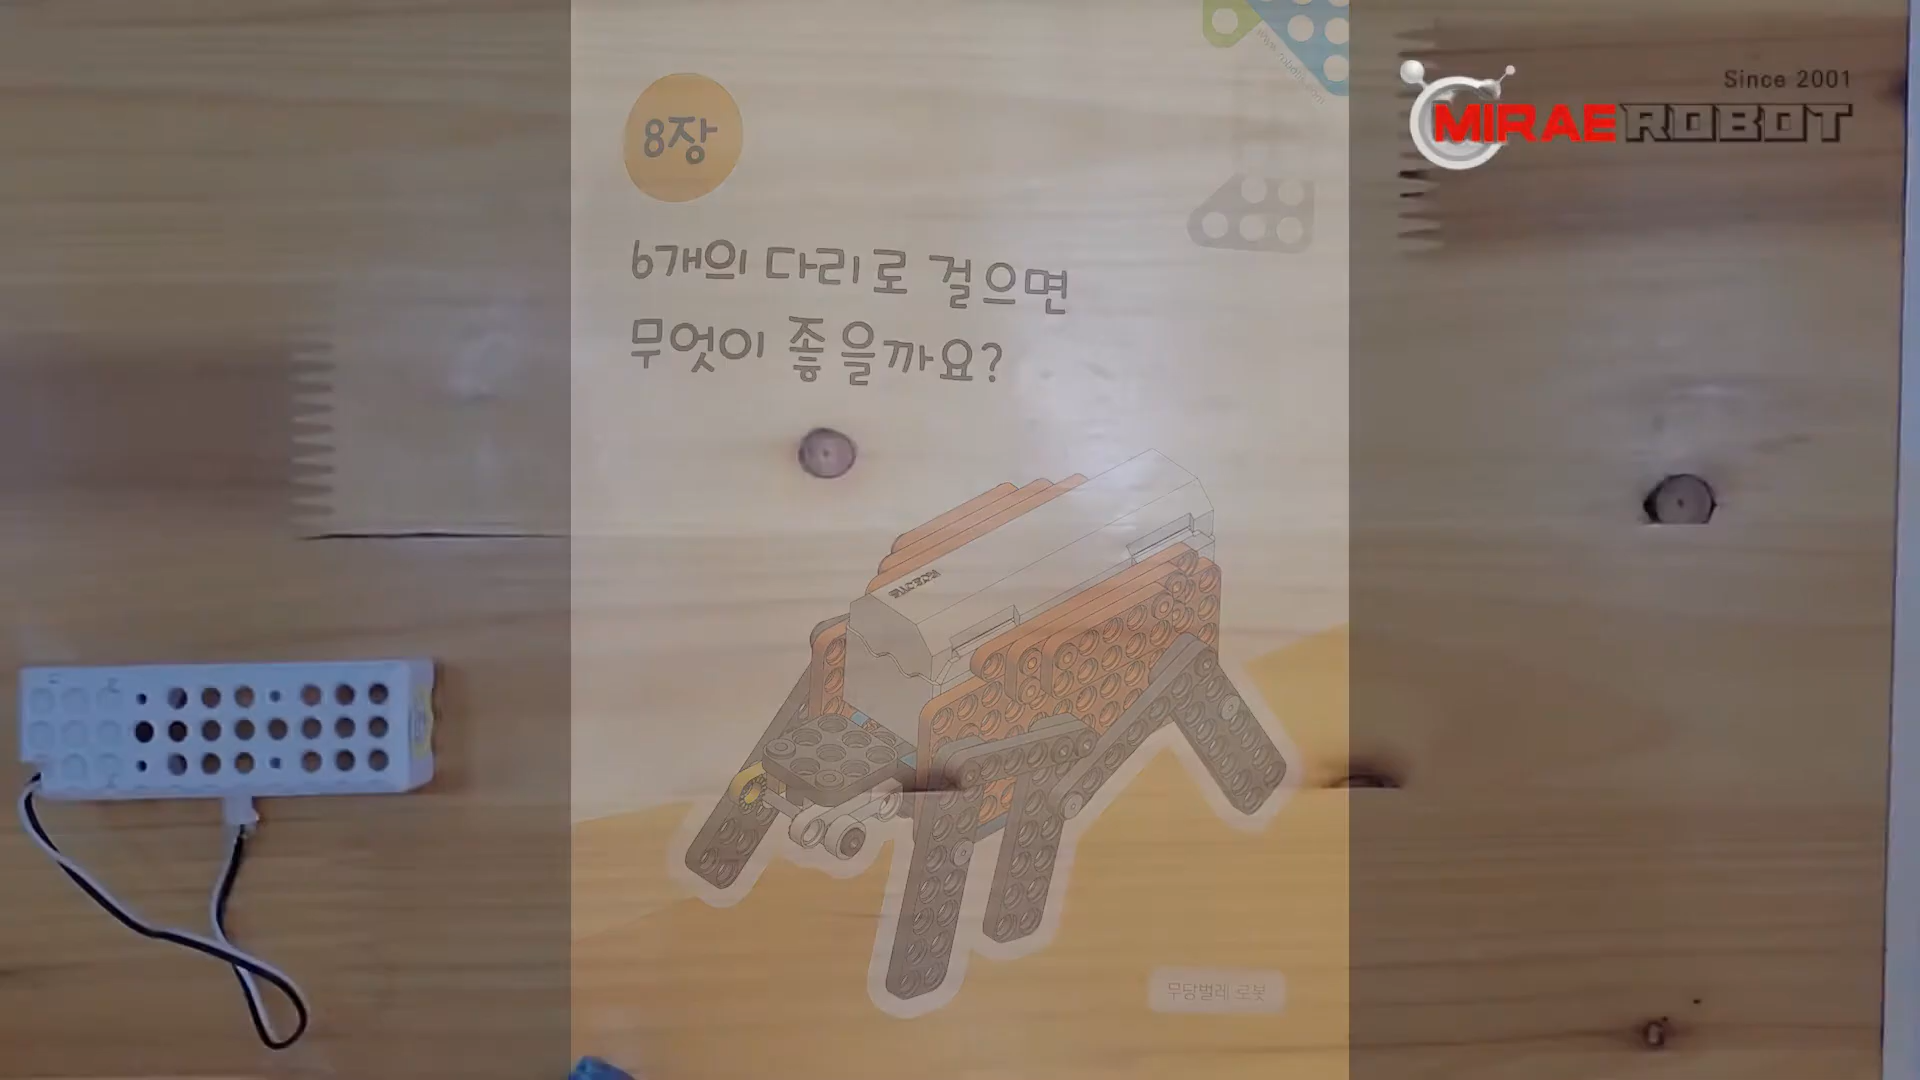 8장
6개의 다리로 걸으면
무엇이 좋을까요?
무당벌레 로봇
Since 2001
MIRAE ROBOT